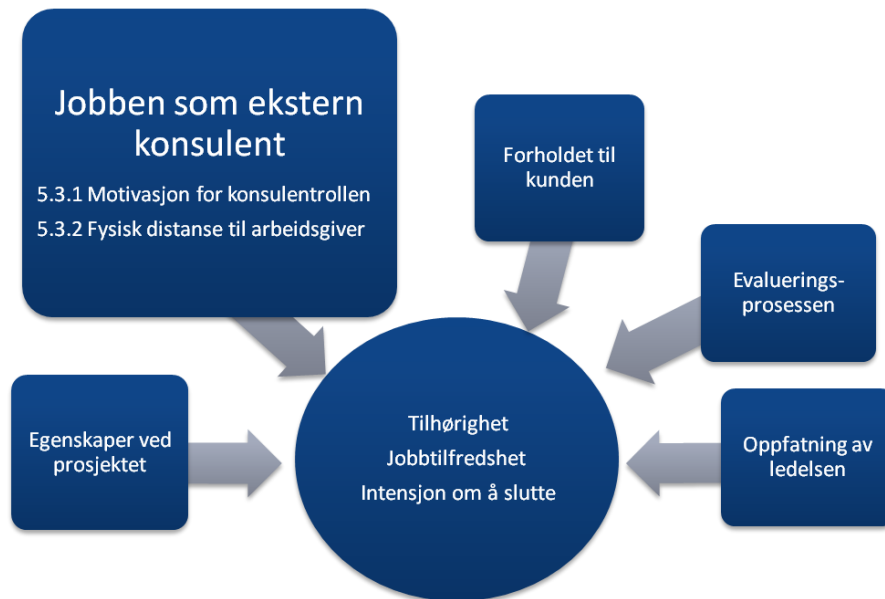 Jobben som ekstern
konsulent
5.3.1 Motivasjon for konsulentrollen
5.3.2 Fysisk distanse til arbeidsgiver
Forholdet til
kunden
Evaluerings-
prosessen
Egenskaper ved
prosjektet
Tilhørighet
Jobbtilfredshet
Intensjon om å slutte
Oppfatning av
ledelsen